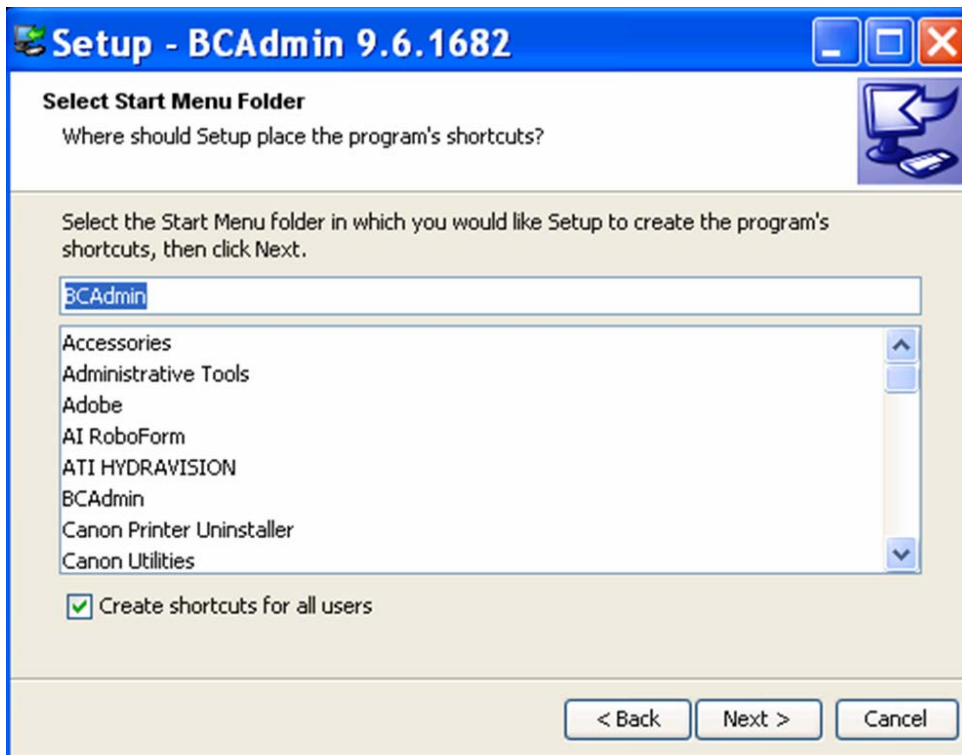 Setup - BCAdmin 9.6.1682
Select Start Menu Folder
Where should Setup place the program's shortcuts?
Select the Start Menu folder in which you would like Setup to create the program's
shortcuts, then click Next.
BCAdmin
Accessories
Administrative Tools
Adobe
AI RoboForm
ATI HYDRAVISION
BCAdmin
Canon Printer Uninstaller
Canon Utilities
Create shortcuts for all users
< Back Next > Cancel